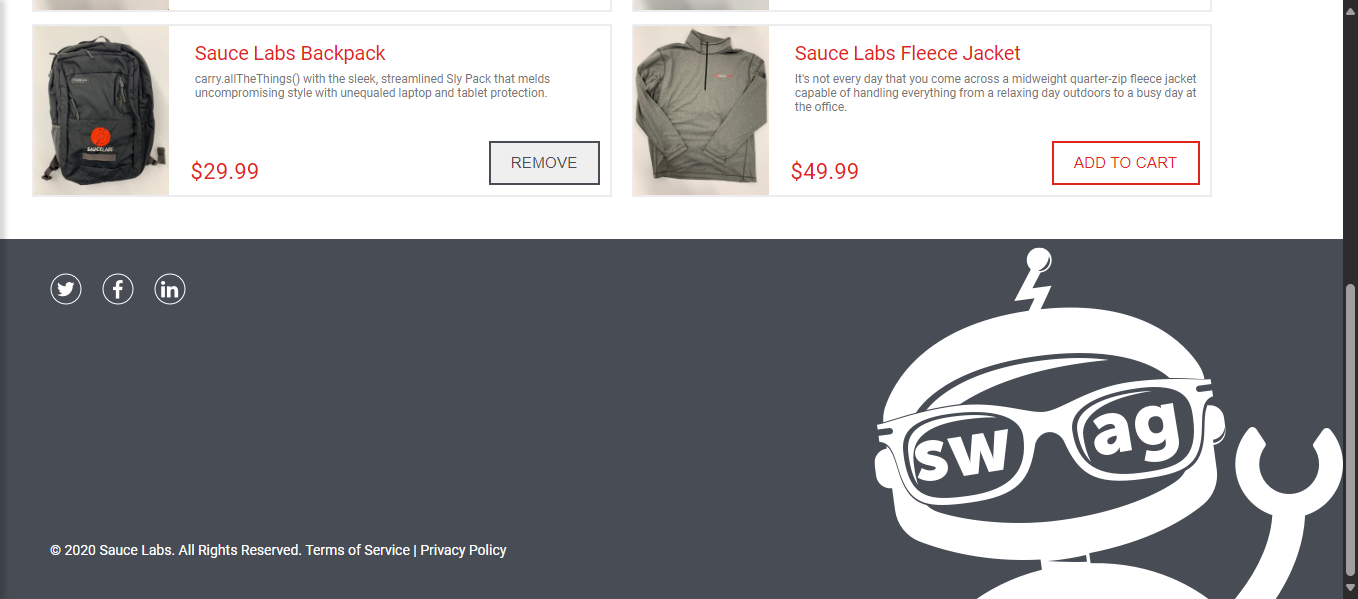 Sauce Labs Backpack
carry.allTheThings() with the sleek, streamlined Sly Pack that melds
uncompromising style with unequaled laptop and tablet protection.
$29.99
REMOVE
SAUCELABS
Sauce Labs Fleece Jacket
It's not every day that you come across a midweight quarter-zip fleece jacket
capable of handling everything from a relaxing day outdoors to a busy day at
the office.
$49.99
ADD TO CART
swag
© 2020 Sauce Labs. All Rights Reserved. Terms of Service | Privacy Policy